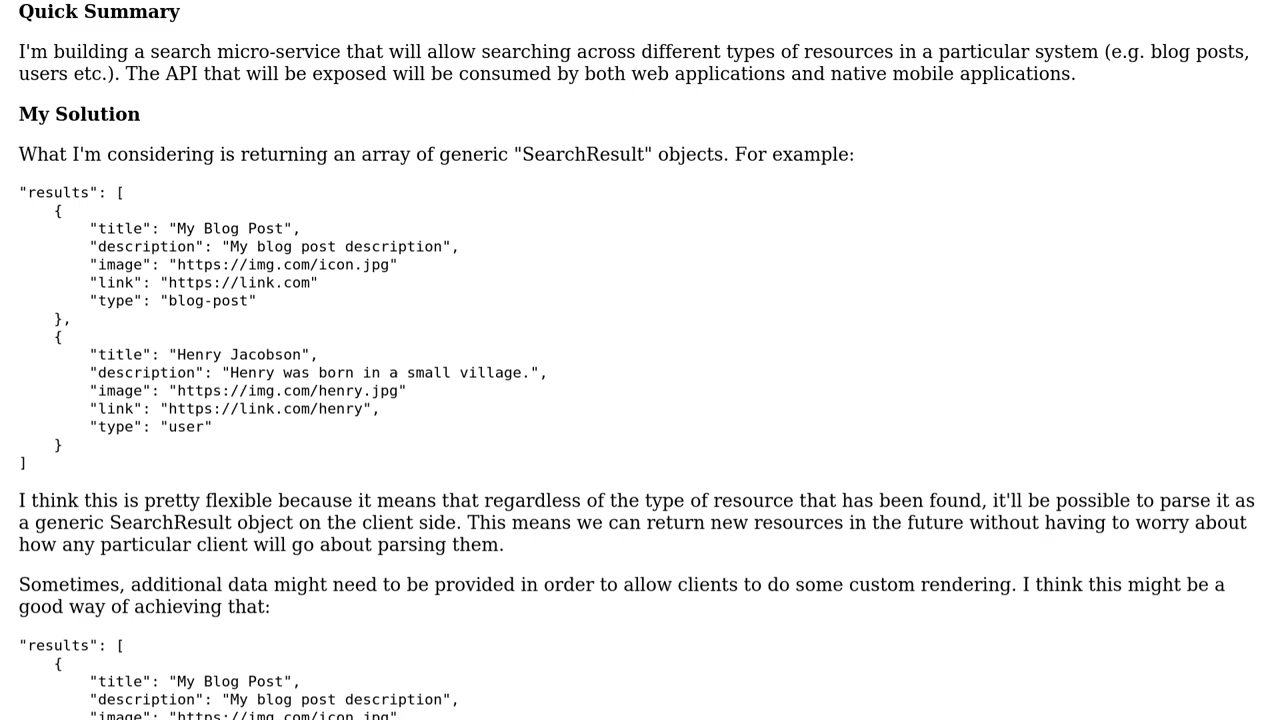 Quick Summary
I'm building a search micro-service that will allow searching across different types of resources in a particular system (e.g. blog posts,
users etc.). The API that will be exposed will be consumed by both web applications and native mobile applications.
My Solution
What I'm considering is returning an array of generic "SearchResult" objects. For example:
"results": [
    {
        "title": "My Blog Post",
        "description": "My blog post description",
        "image": "https://img.com/icon.jpg"
        "link": "https://link.com"
        "type": "blog-post"
    },
    {
        "title": "Henry Jacobson",
        "description": "Henry was born in a small village.",
        "image": "https://img.com/henry.jpg"
        "link": "https://link.com/henry",
        "type": "user"
    }
]
I think this is pretty flexible because it means that regardless of the type of resource that has been found, it'll be possible to parse it as
a generic SearchResult object on the client side. This means we can return new resources in the future without having to worry about
how any particular client will go about parsing them.
Sometimes, additional data might need to be provided in order to allow clients to do some custom rendering. I think this might be a
good way of achieving that:
"results": [
    {
        "title": "My Blog Post",
        "description": "My blog post description",
        "image": "https://img.com/icon.jpg"